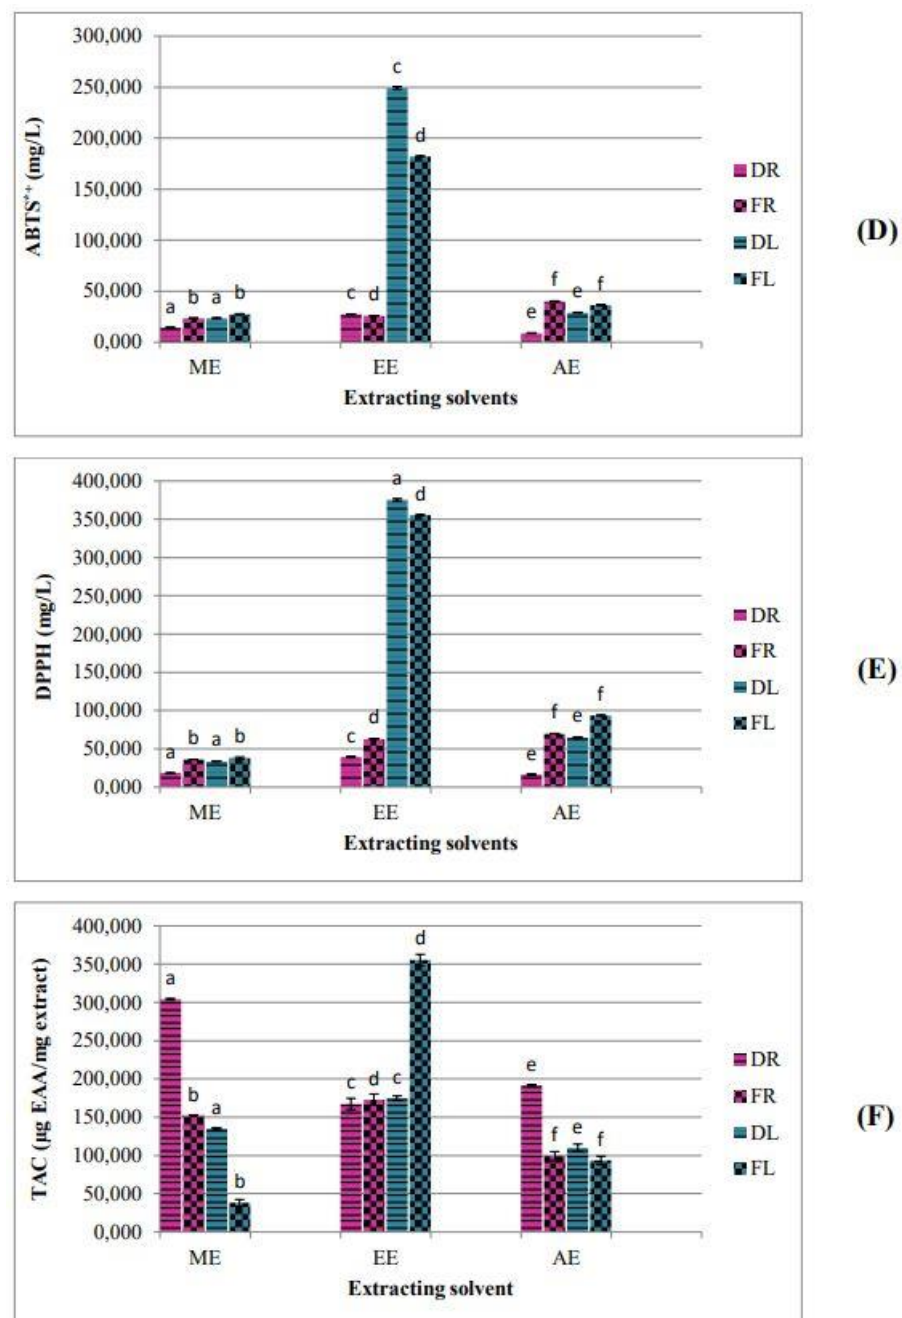 300,000
250,000
200,000
150,000
100,000
50,000
0,000
ABTS*+ (mg/L)
a b a b
c d c d
e f e f
ME EE AE
Extracting solvents
DR
FR
DL
FL
(D)
400,000
350,000
300,000
250,000
200,000
150,000
100,000
50,000
0,000
DPPH (mg/L)
a b a b
c d a d
e f e f
ME EE AE
Extracting solvents
DR
FR
DL
FL
(E)
400,000
350,000
300,000
250,000
200,000
150,000
100,000
50,000
0,000
TAC (µg EAA/mg extract)
a b a b
c d c d
e f e f
ME EE AE
Extracting solvent
DR
FR
DL
FL
(F)